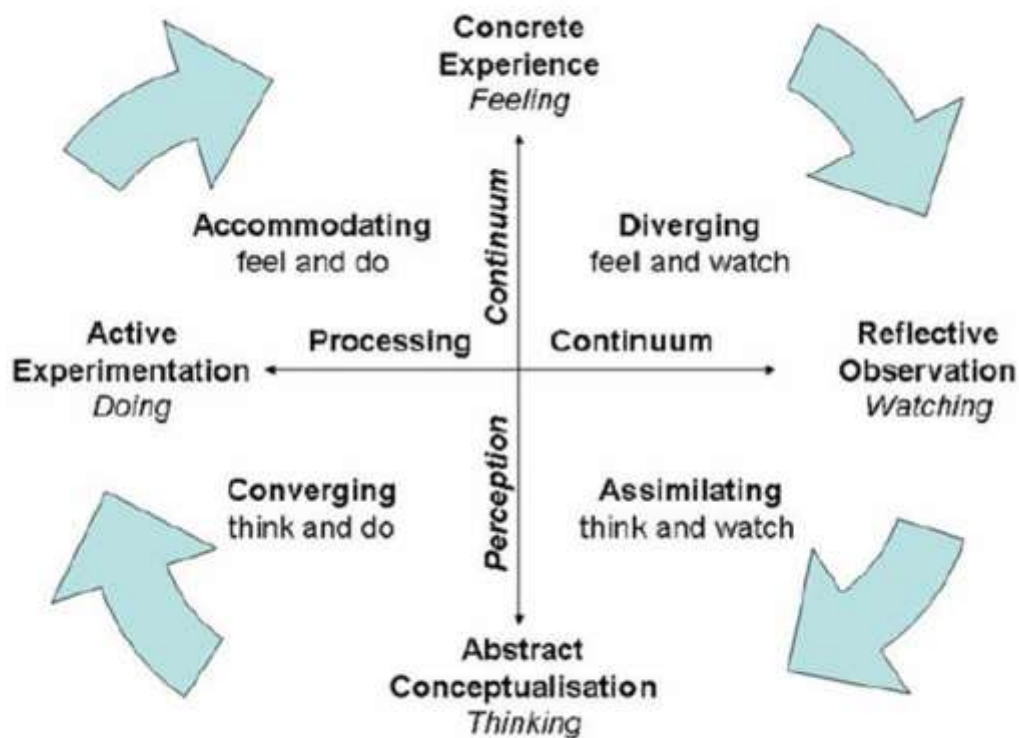 Concrete
Experience
Feeling
Continuum
Accommodating
feel and do
Diverging
feel and watch
Active
Experimentation
Doing
Processing
Continuum
Reflective
Observation
Watching
Perception
Converging
think and do
Assimilating
think and watch
Abstract
Conceptualisation
Thinking